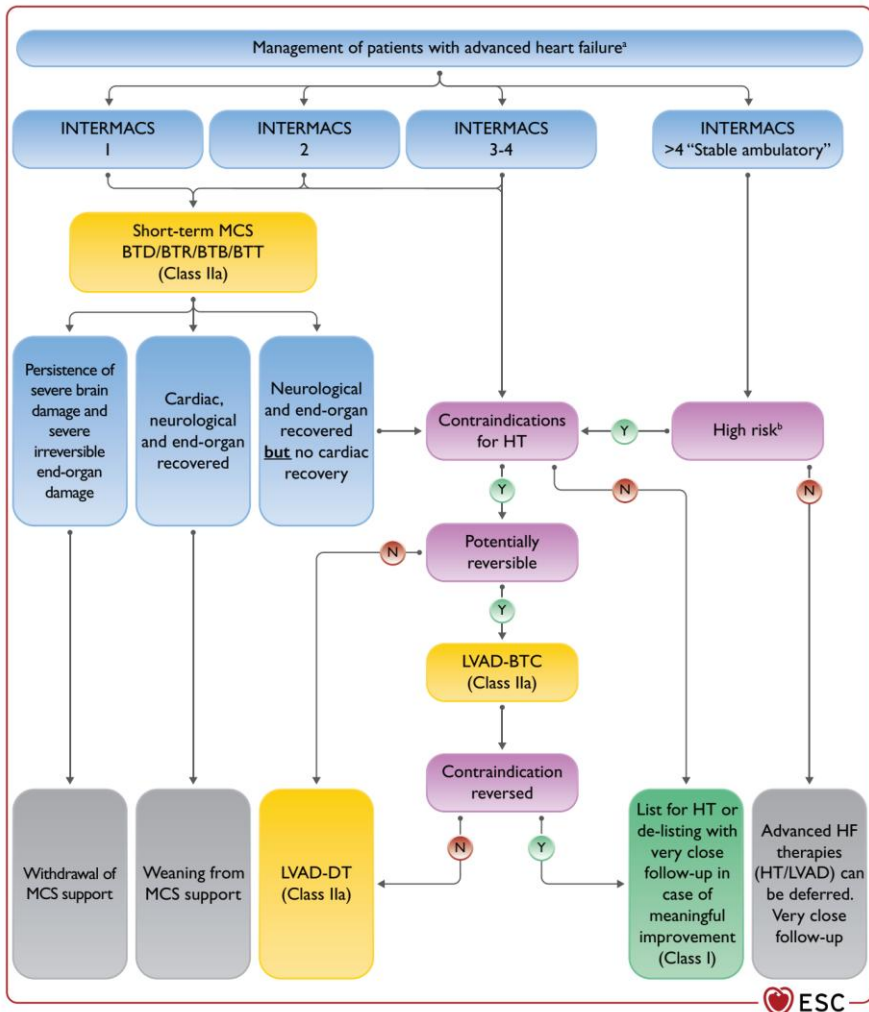 Management of patients with advanced heart failureᵃ
INTERMACS
1
INTERMACS
2
INTERMACS
3-4
INTERMACS
>4 “Stable ambulatory”
Short-term MCS
BTD/BTR/BTB/BTT
(Class IIa)
Persistence of
severe brain
damage and
severe
irreversible
end-organ
damage
Cardiac,
neurological
and end-organ
recovered
Neurological
and end-organ
recovered
but no cardiac
recovery
Contraindications
for HT
Y
High riskᵇ
Y
N
N
Potentially
reversible
N
Y
LVAD-BTC
(Class IIa)
Contraindication
reversed
N
Y
Withdrawal of
MCS support
Weaning from
MCS support
LVAD-DT
(Class IIa)
List for HT or
de-listing with
very close
follow-up in
case of
meaningful
improvement
(Class I)
Advanced HF
therapies
(HT/LVAD) can
be deferred.
Very close
follow-up
ESC